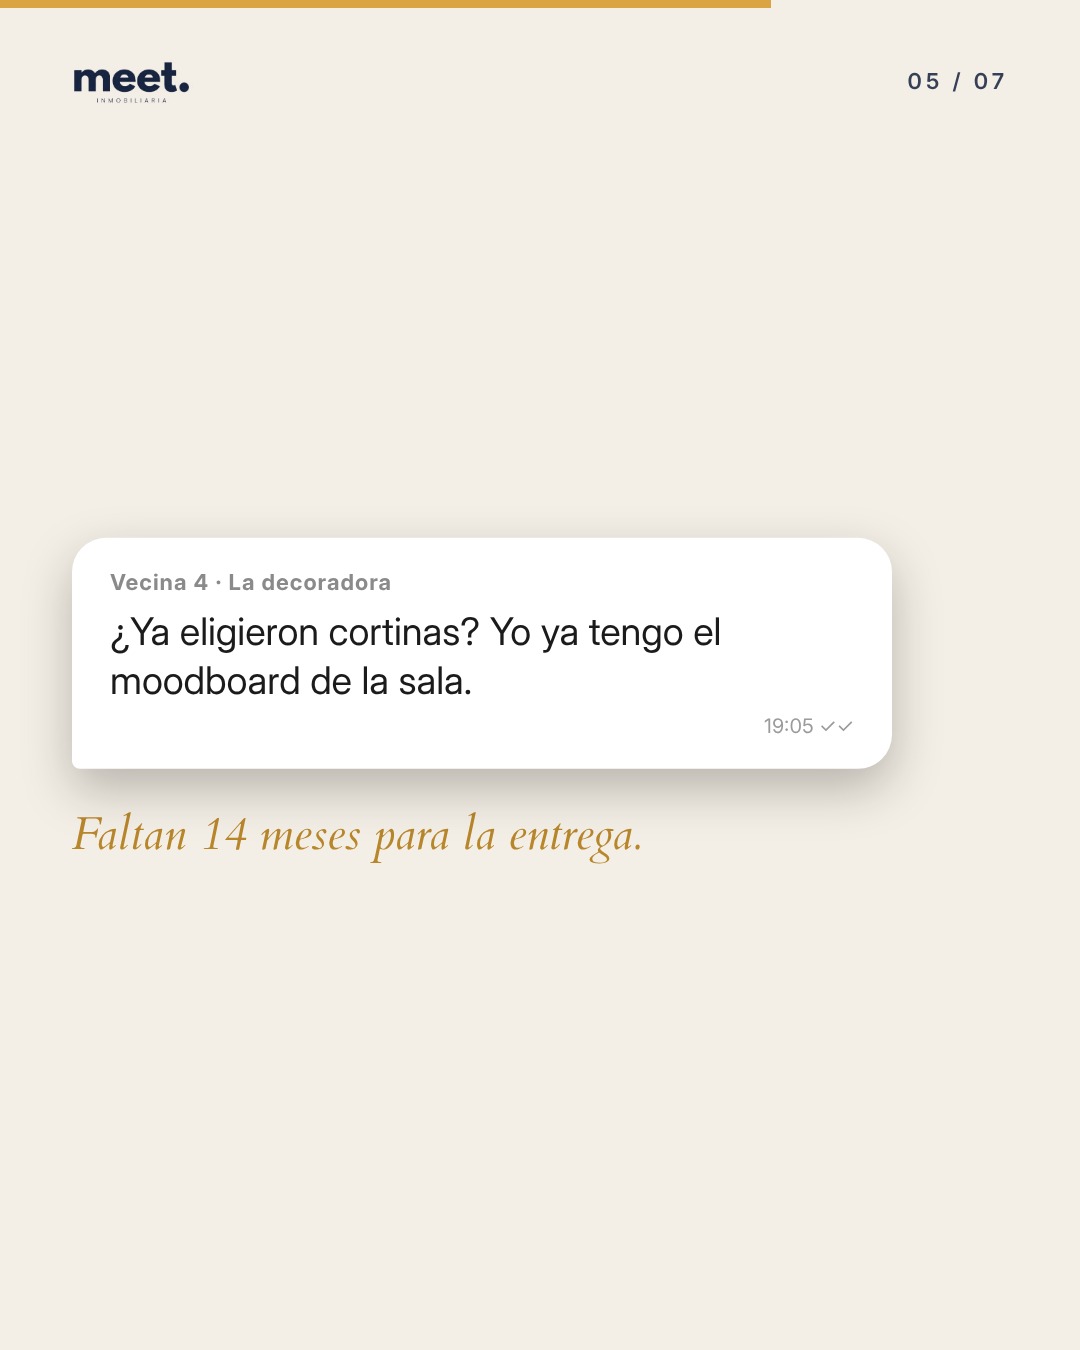 meet.
INMOBILIARIA
05 / 07
Vecina 4 · La decoradora
¿Ya eligieron cortinas? Yo ya tengo el
moodboard de la sala.
19:05 ✓✓
Faltan 14 meses para la entrega.